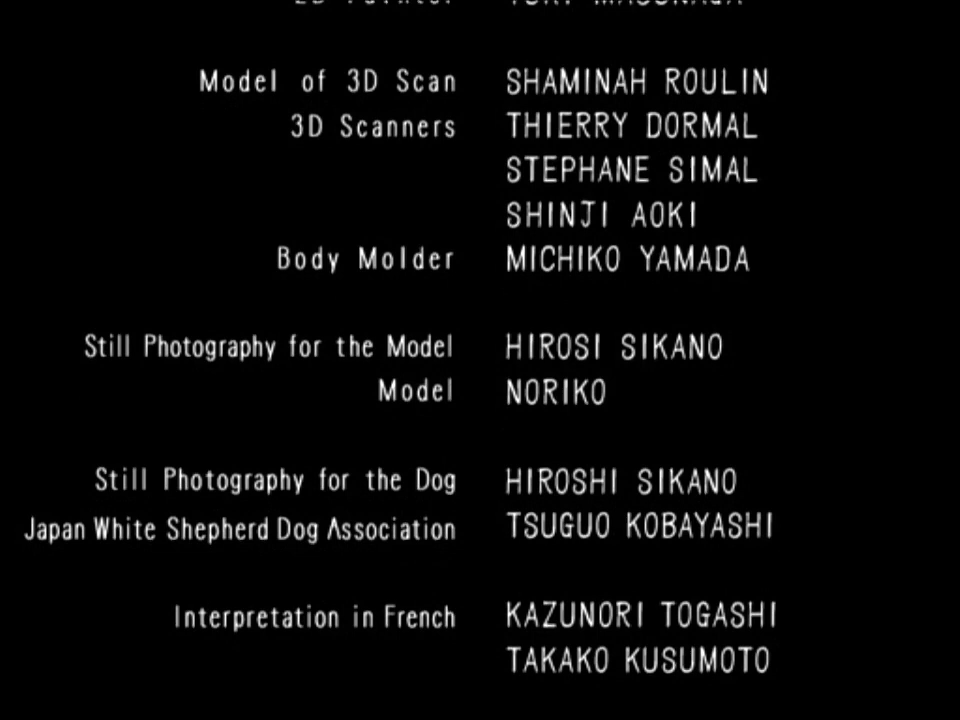 Model of 3D Scan SHAMINAH ROULIN
3D Scanners THIERRY DORMAL
STEPHANE SIMAL
SHINJI AOKI
Body Molder MICHIKO YAMADA
Still Photography for the Model HIROSI SIKANO
Model NORIKO
Still Photography for the Dog HIROSHI SIKANO
Japan White Shepherd Dog Association TSUGUO KOBAYASHI
Interpretation in French KAZUNORI TOGASHI
TAKAKO KUSUMOTO